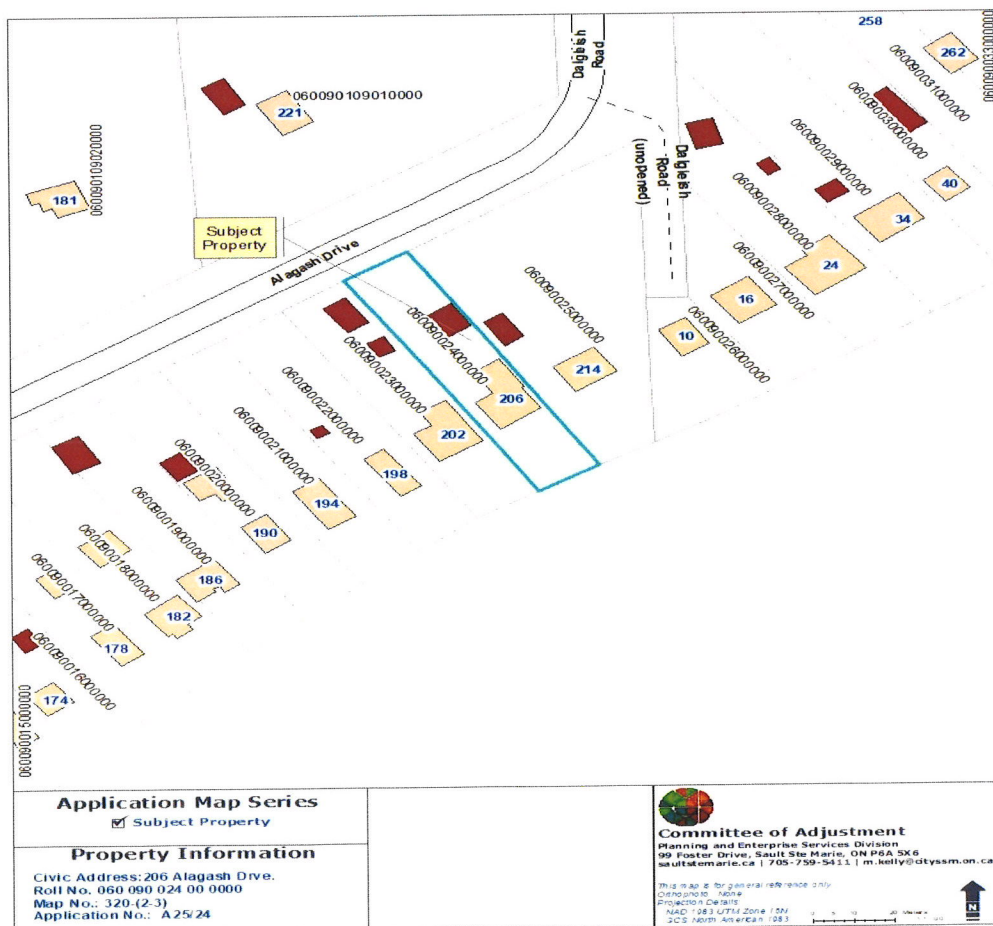 258
262
060090033000000
060090031000000
Dalgleish
Road
060090109010000
221
060090030000000
060090029000000
40
060090109020000
181
Dalgleish
Road
(unopened)
34
060090028000000
Subject
Property
Alagash Drive
24
060090027000000
16
060090025000000
060090024000000
10
060090026000000
060090023000000
214
206
060090022000000
202
060090021000000
198
060090020000000
194
060090019000000
190
060090018000000
186
060090017000000
182
178
060090016000000
174
060090015000000
Application Map Series
Subject Property
Property Information
Civic Address: 206 Alagash Drve.
Roll No. 060 090 024 00 0000
Map No.: 320-(2-3)
Application No.: A25/24
Committee of Adjustment
Planning and Enterprise Services Division
99 Foster Drive, Sault Ste Marie, ON P6A 5X6
saultstemarie.ca | 705-759-5411 | m.kelly@cityssm.on.ca
This map is for general reference only
Orthophoto: None
Projection Details
NAD 1983 UTM Zone 16N
GCS North American 1983
0 5 10 20 Meters
N